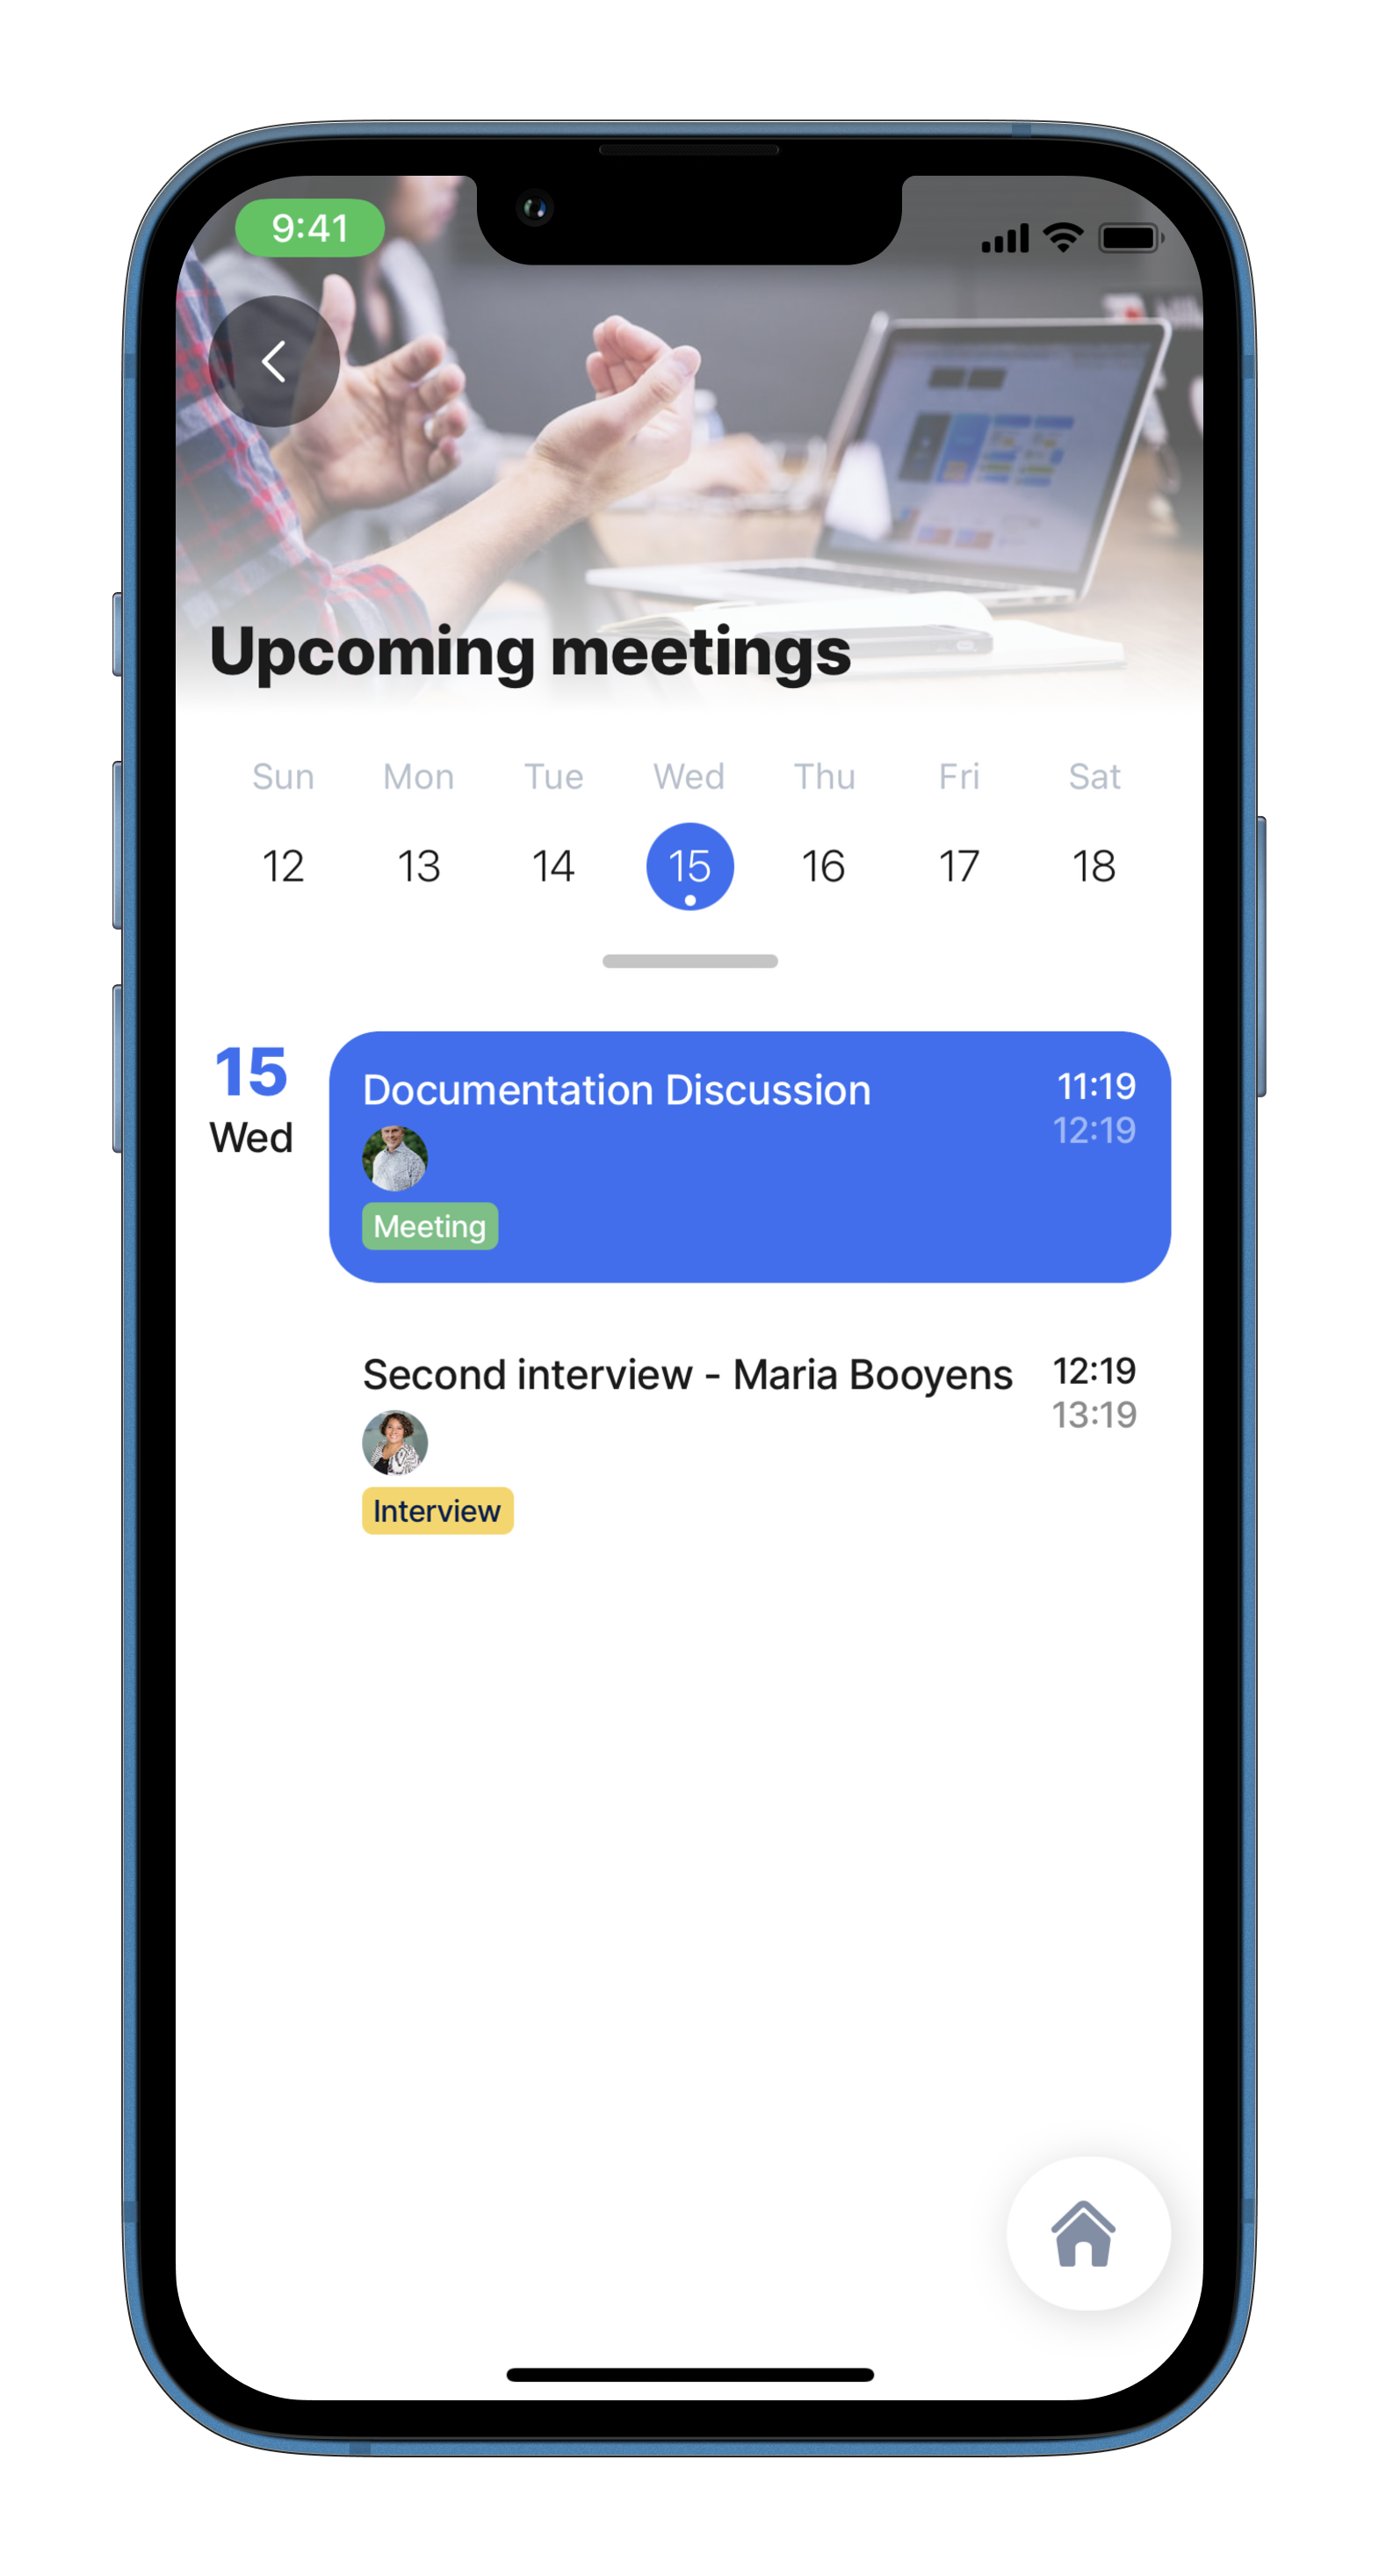 9:41
Upcoming meetings
Sun Mon Tue Wed Thu Fri Sat
12 13 14 15 16 17 18
15
Wed
Documentation Discussion
11:19
12:19
Meeting
Second interview - Maria Booyens
12:19
13:19
Interview